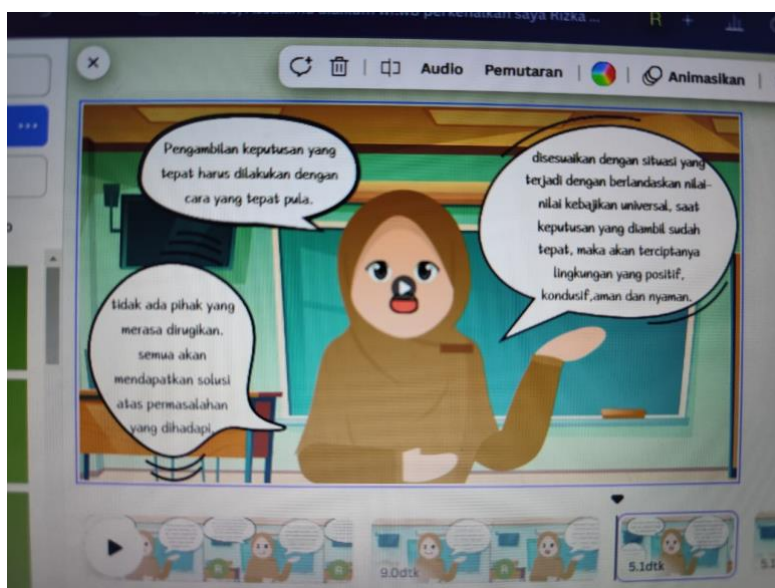 perkenalkan saya Rizka ...
R
+
Audio
Pemutaran
Animasikan
Pengambilan keputusan yang
tepat harus dilakukan dengan
cara yang tepat pula.
disesuaikan dengan situasi yang
terjadi dengan berlandaskan nilai-
nilai kebajikan universal, saat
keputusan yang diambil sudah
tepat, maka akan terciptanya
lingkungan yang positif,
kondusif,aman dan nyaman.
tidak ada pihak yang
merasa dirugikan.
semua akan
mendapatkan solusi
atas permasalahan
yang dihadapi.
R
9.0dtk
R
5.1dtk